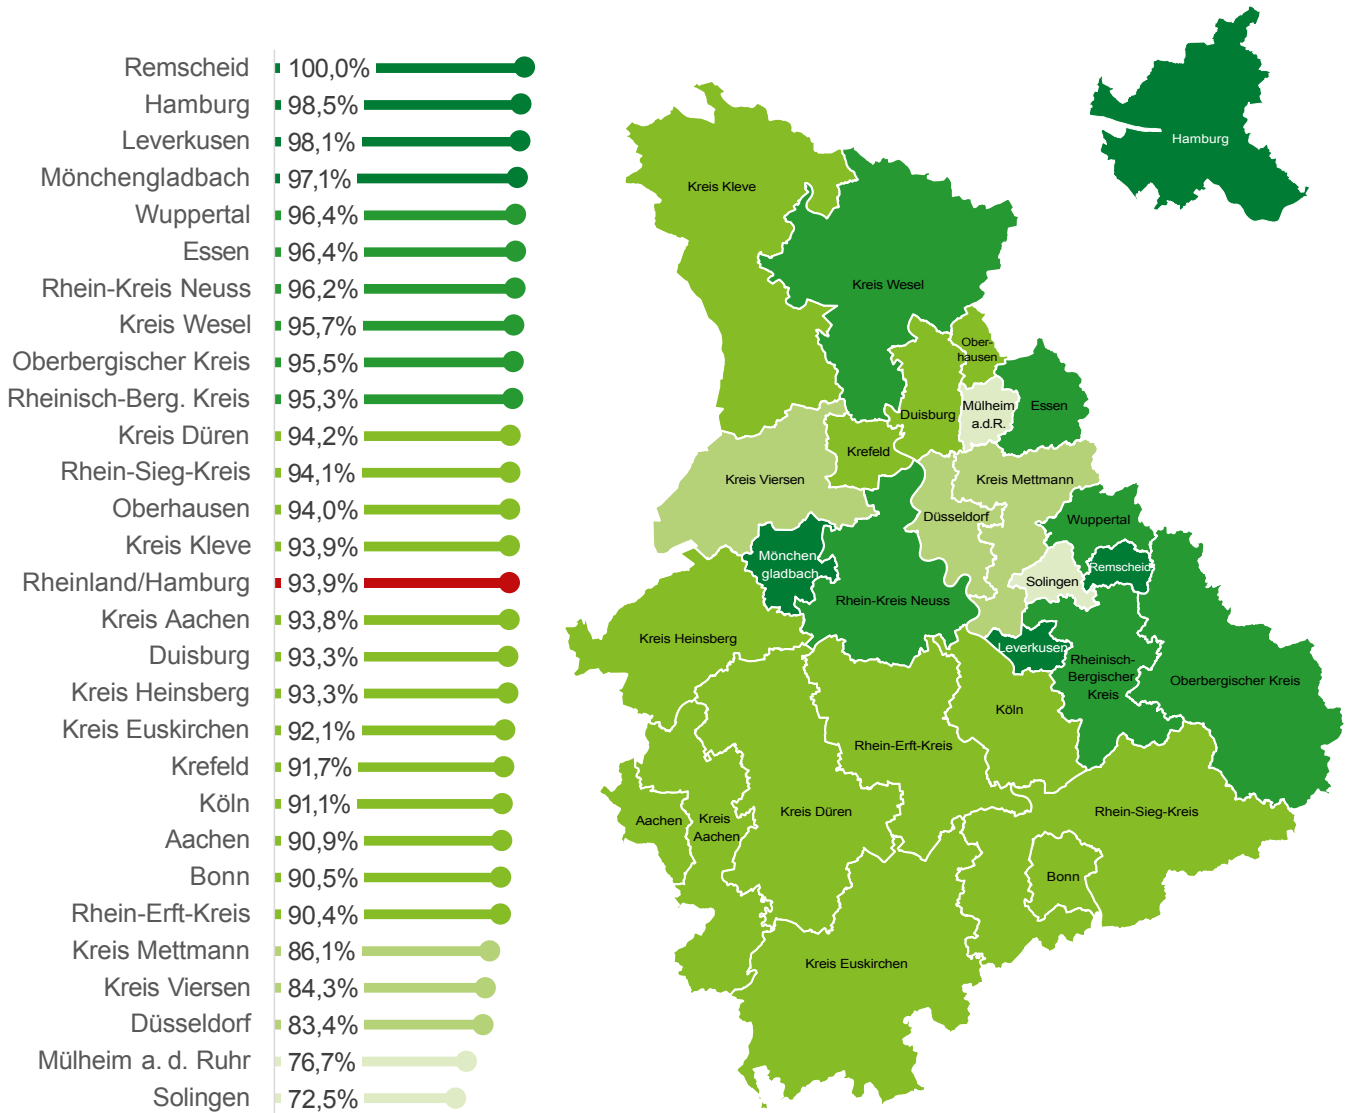 Remscheid 100,0%
Hamburg 98,5%
Leverkusen 98,1%
Mönchengladbach 97,1%
Wuppertal 96,4%
Essen 96,4%
Rhein-Kreis Neuss 96,2%
Kreis Wesel 95,7%
Oberbergischer Kreis 95,5%
Rheinisch-Berg. Kreis 95,3%
Kreis Düren 94,2%
Rhein-Sieg-Kreis 94,1%
Oberhausen 94,0%
Kreis Kleve 93,9%
Rheinland/Hamburg 93,9%
Kreis Aachen 93,8%
Duisburg 93,3%
Kreis Heinsberg 93,3%
Kreis Euskirchen 92,1%
Krefeld 91,7%
Köln 91,1%
Aachen 90,9%
Bonn 90,5%
Rhein-Erft-Kreis 90,4%
Kreis Mettmann 86,1%
Kreis Viersen 84,3%
Düsseldorf 83,4%
Mülheim a. d. Ruhr 76,7%
Solingen 72,5%
Hamburg
Kreis Kleve
Kreis Wesel
Ober-
hausen
Duisburg
Mülheim
a.d.R.
Essen
Krefeld
Kreis Viersen
Kreis Mettmann
Düsseldorf
Wuppertal
Mönchen
gladbach
Remscheid
Solingen
Rhein-Kreis Neuss
Kreis Heinsberg
Leverkusen
Rheinisch-
Bergischer
Kreis
Oberbergischer Kreis
Köln
Rhein-Erft-Kreis
Kreis Düren
Rhein-Sieg-Kreis
Aachen
Kreis
Aachen
Bonn
Kreis Euskirchen